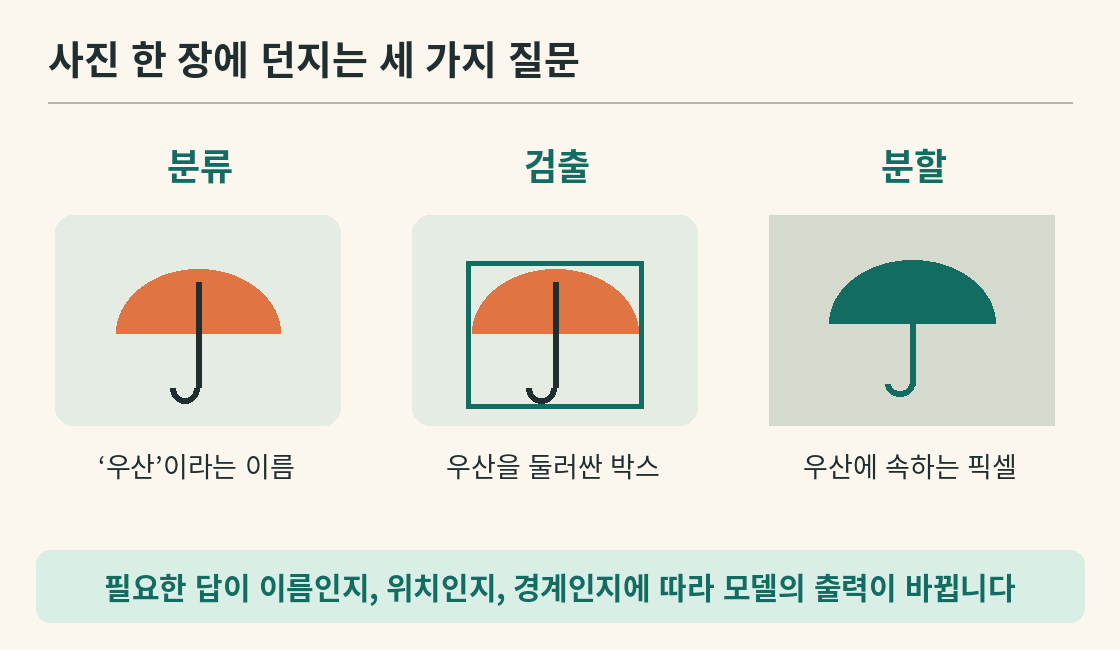 사진 한 장에 던지는 세 가지 질문
분류
검출
분할
‘우산’이라는 이름
우산을 둘러싼 박스
우산에 속하는 픽셀
필요한 답이 이름인지, 위치인지, 경계인지에 따라 모델의 출력이 바뀝니다